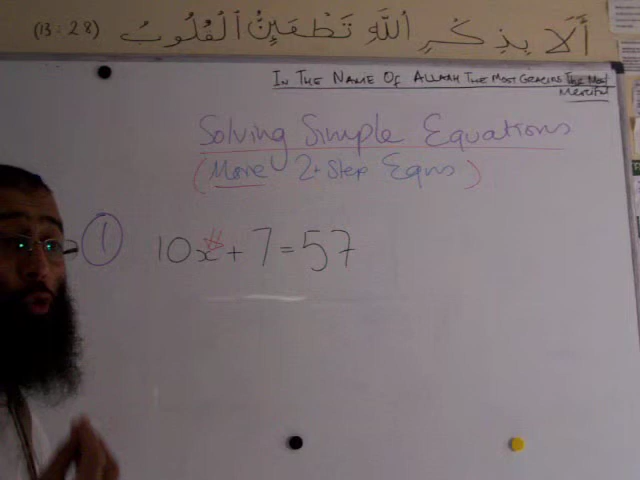 أَلَا بِذِكْرِ اللَّهِ تَطْمَئِنُّ الْقُلُوبُ (13:28)
IN THE NAME OF ALLAAH THE MOST GRACIOUS THE MOST
MERCIFUL
Solving Simple Equations
(More 2-Step Eqns)
1 10x + 7 = 57